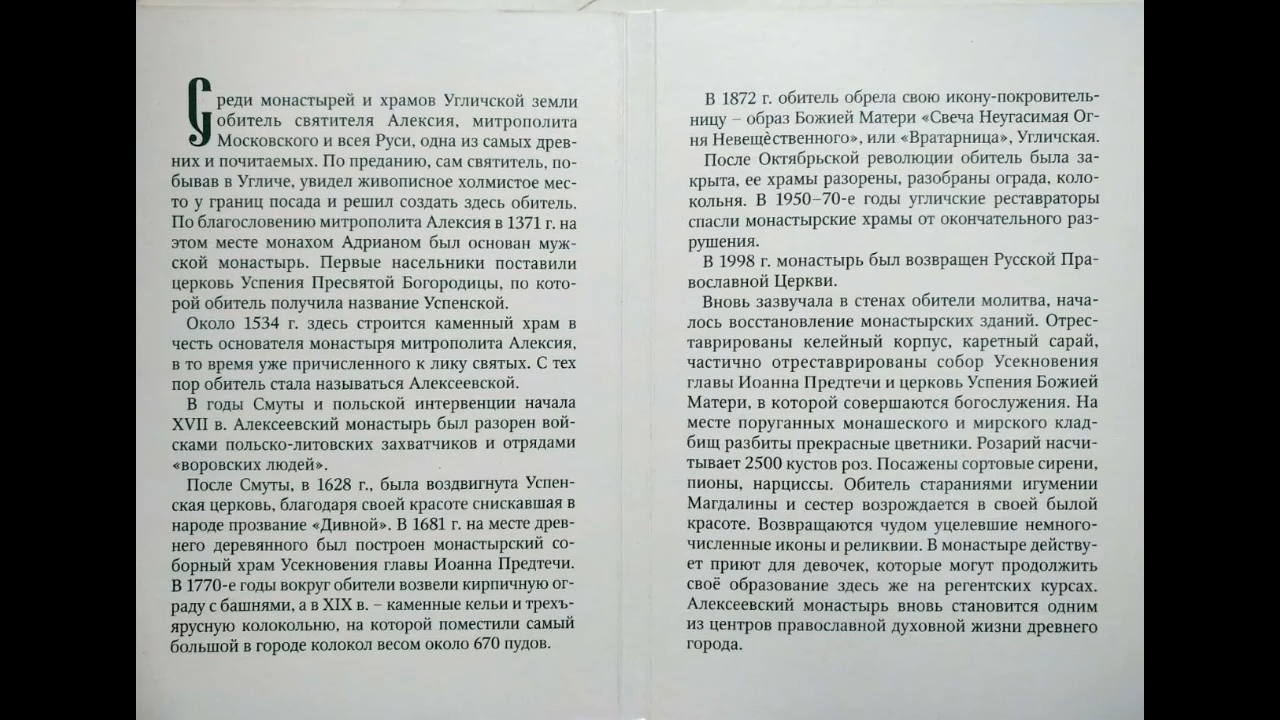 Среди монастырей и храмов Угличской земли
обитель святителя Алексия, митрополита
Московского и всея Руси, одна из самых древ-
них и почитаемых. По преданию, сам святитель, по-
бывав в Угличе, увидел живописное холмистое мес-
то у границ посада и решил создать здесь обитель.
По благословению митрополита Алексия в 1371 г. на
этом месте монахом Адрианом был основан муж-
ской монастырь. Первые насельники поставили
церковь Успения Пресвятой Богородицы, по кото-
рой обитель получила название Успенской.
Около 1534 г. здесь строится каменный храм в
честь основателя монастыря митрополита Алексия,
в то время уже причисленного к лику святых. С тех
пор обитель стала называться Алексеевской.
В годы Смуты и польской интервенции начала
XVII в. Алексеевский монастырь был разорен вой-
сками польско-литовских захватчиков и отрядами
«воровских людей».
После Смуты, в 1628 г., была воздвигнута Успен-
ская церковь, благодаря своей красоте снискавшая в
народе прозвание «Дивной». В 1681 г. на месте древ-
него деревянного был построен монастырский со-
борный храм Усекновения главы Иоанна Предтечи.
В 1770-е годы вокруг обители возвели кирпичную ог-
раду с башнями, а в XIX в. – каменные кельи и трехъ-
ярусную колокольню, на которой поместили самый
большой в городе колокол весом около 670 пудов.
В 1872 г. обитель обрела свою икону-покровитель-
ницу – образ Божией Матери «Свеча Неугасимая Ог-
ня Невещѐственного», или «Вратарница», Угличская.
После Октябрьской революции обитель была за-
крыта, ее храмы разорены, разобраны ограда, коло-
кольня. В 1950–70-е годы угличские реставраторы
спасли монастырские храмы от окончательного раз-
рушения.
В 1998 г. монастырь был возвращен Русской Пра-
вославной Церкви.
Вновь зазвучала в стенах обители молитва, нача-
лось восстановление монастырских зданий. Отрес-
таврированы келейный корпус, каретный сарай,
частично отреставрированы собор Усекновения
главы Иоанна Предтечи и церковь Успения Божией
Матери, в которой совершаются богослужения. На
месте поруганных монашеского и мирского клад-
бищ разбиты прекрасные цветники. Розарий насчи-
тывает 2500 кустов роз. Посажены сортовые сирени,
пионы, нарциссы. Обитель стараниями игумении
Магдалины и сестер возрождается в своей былой
красоте. Возвращаются чудом уцелевшие немного-
численные иконы и реликвии. В монастыре действу-
ет приют для девочек, которые могут продолжить
своё образование здесь же на регентских курсах.
Алексеевский монастырь вновь становится одним
из центров православной духовной жизни древнего
города.